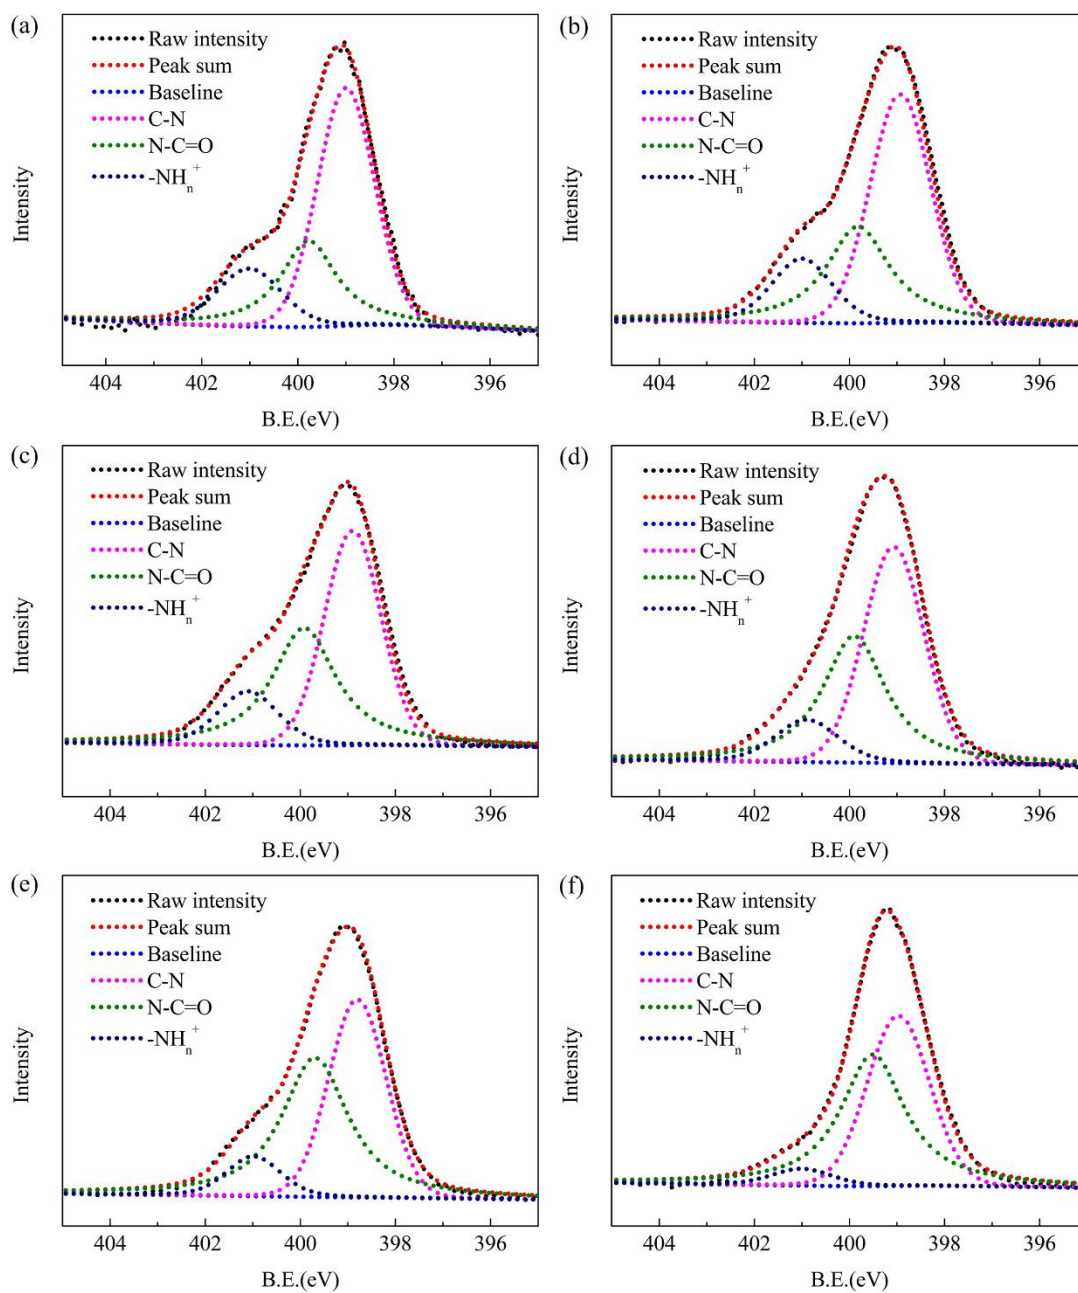 (a)
Raw intensity
Peak sum
Baseline
C-N
N-C=O
-NHn+
Intensity
404 402 400 398 396
B.E.(eV)
(b)
Raw intensity
Peak sum
Baseline
C-N
N-C=O
-NHn+
Intensity
404 402 400 398 396
B.E.(eV)
(c)
Raw intensity
Peak sum
Baseline
C-N
N-C=O
-NHn+
Intensity
404 402 400 398 396
B.E.(eV)
(d)
Raw intensity
Peak sum
Baseline
C-N
N-C=O
-NHn+
Intensity
404 402 400 398 396
B.E.(eV)
(e)
Raw intensity
Peak sum
Baseline
C-N
N-C=O
-NHn+
Intensity
404 402 400 398 396
B.E.(eV)
(f)
Raw intensity
Peak sum
Baseline
C-N
N-C=O
-NHn+
Intensity
404 402 400 398 396
B.E.(eV)